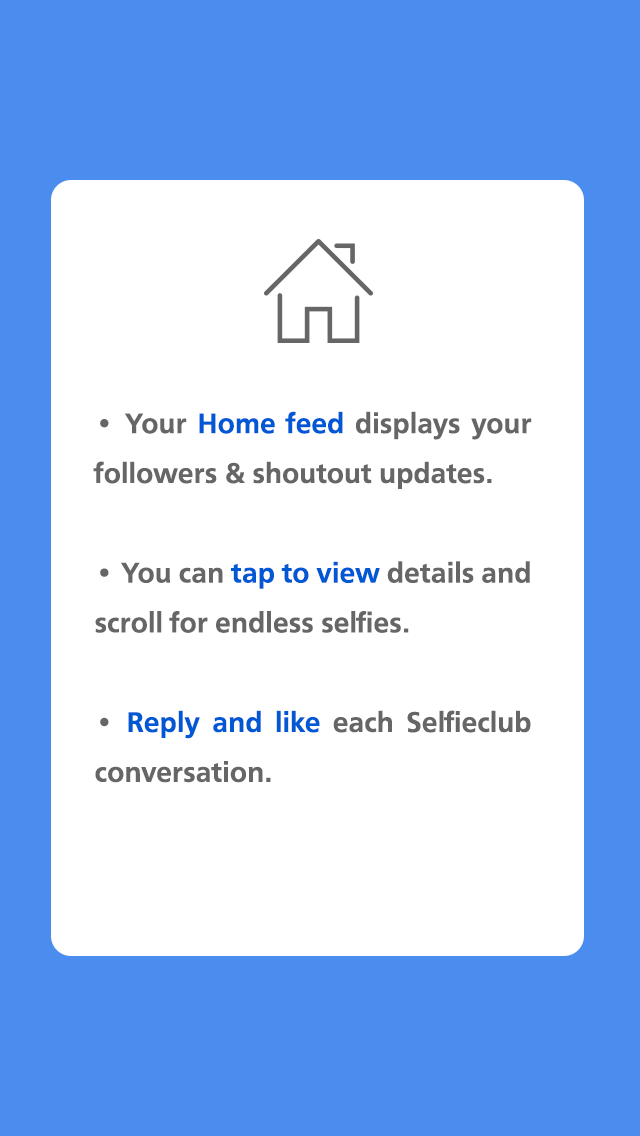 • Your Home feed displays your
followers & shoutout updates.
• You can tap to view details and
scroll for endless selfies.
• Reply and like each Selfieclub
conversation.